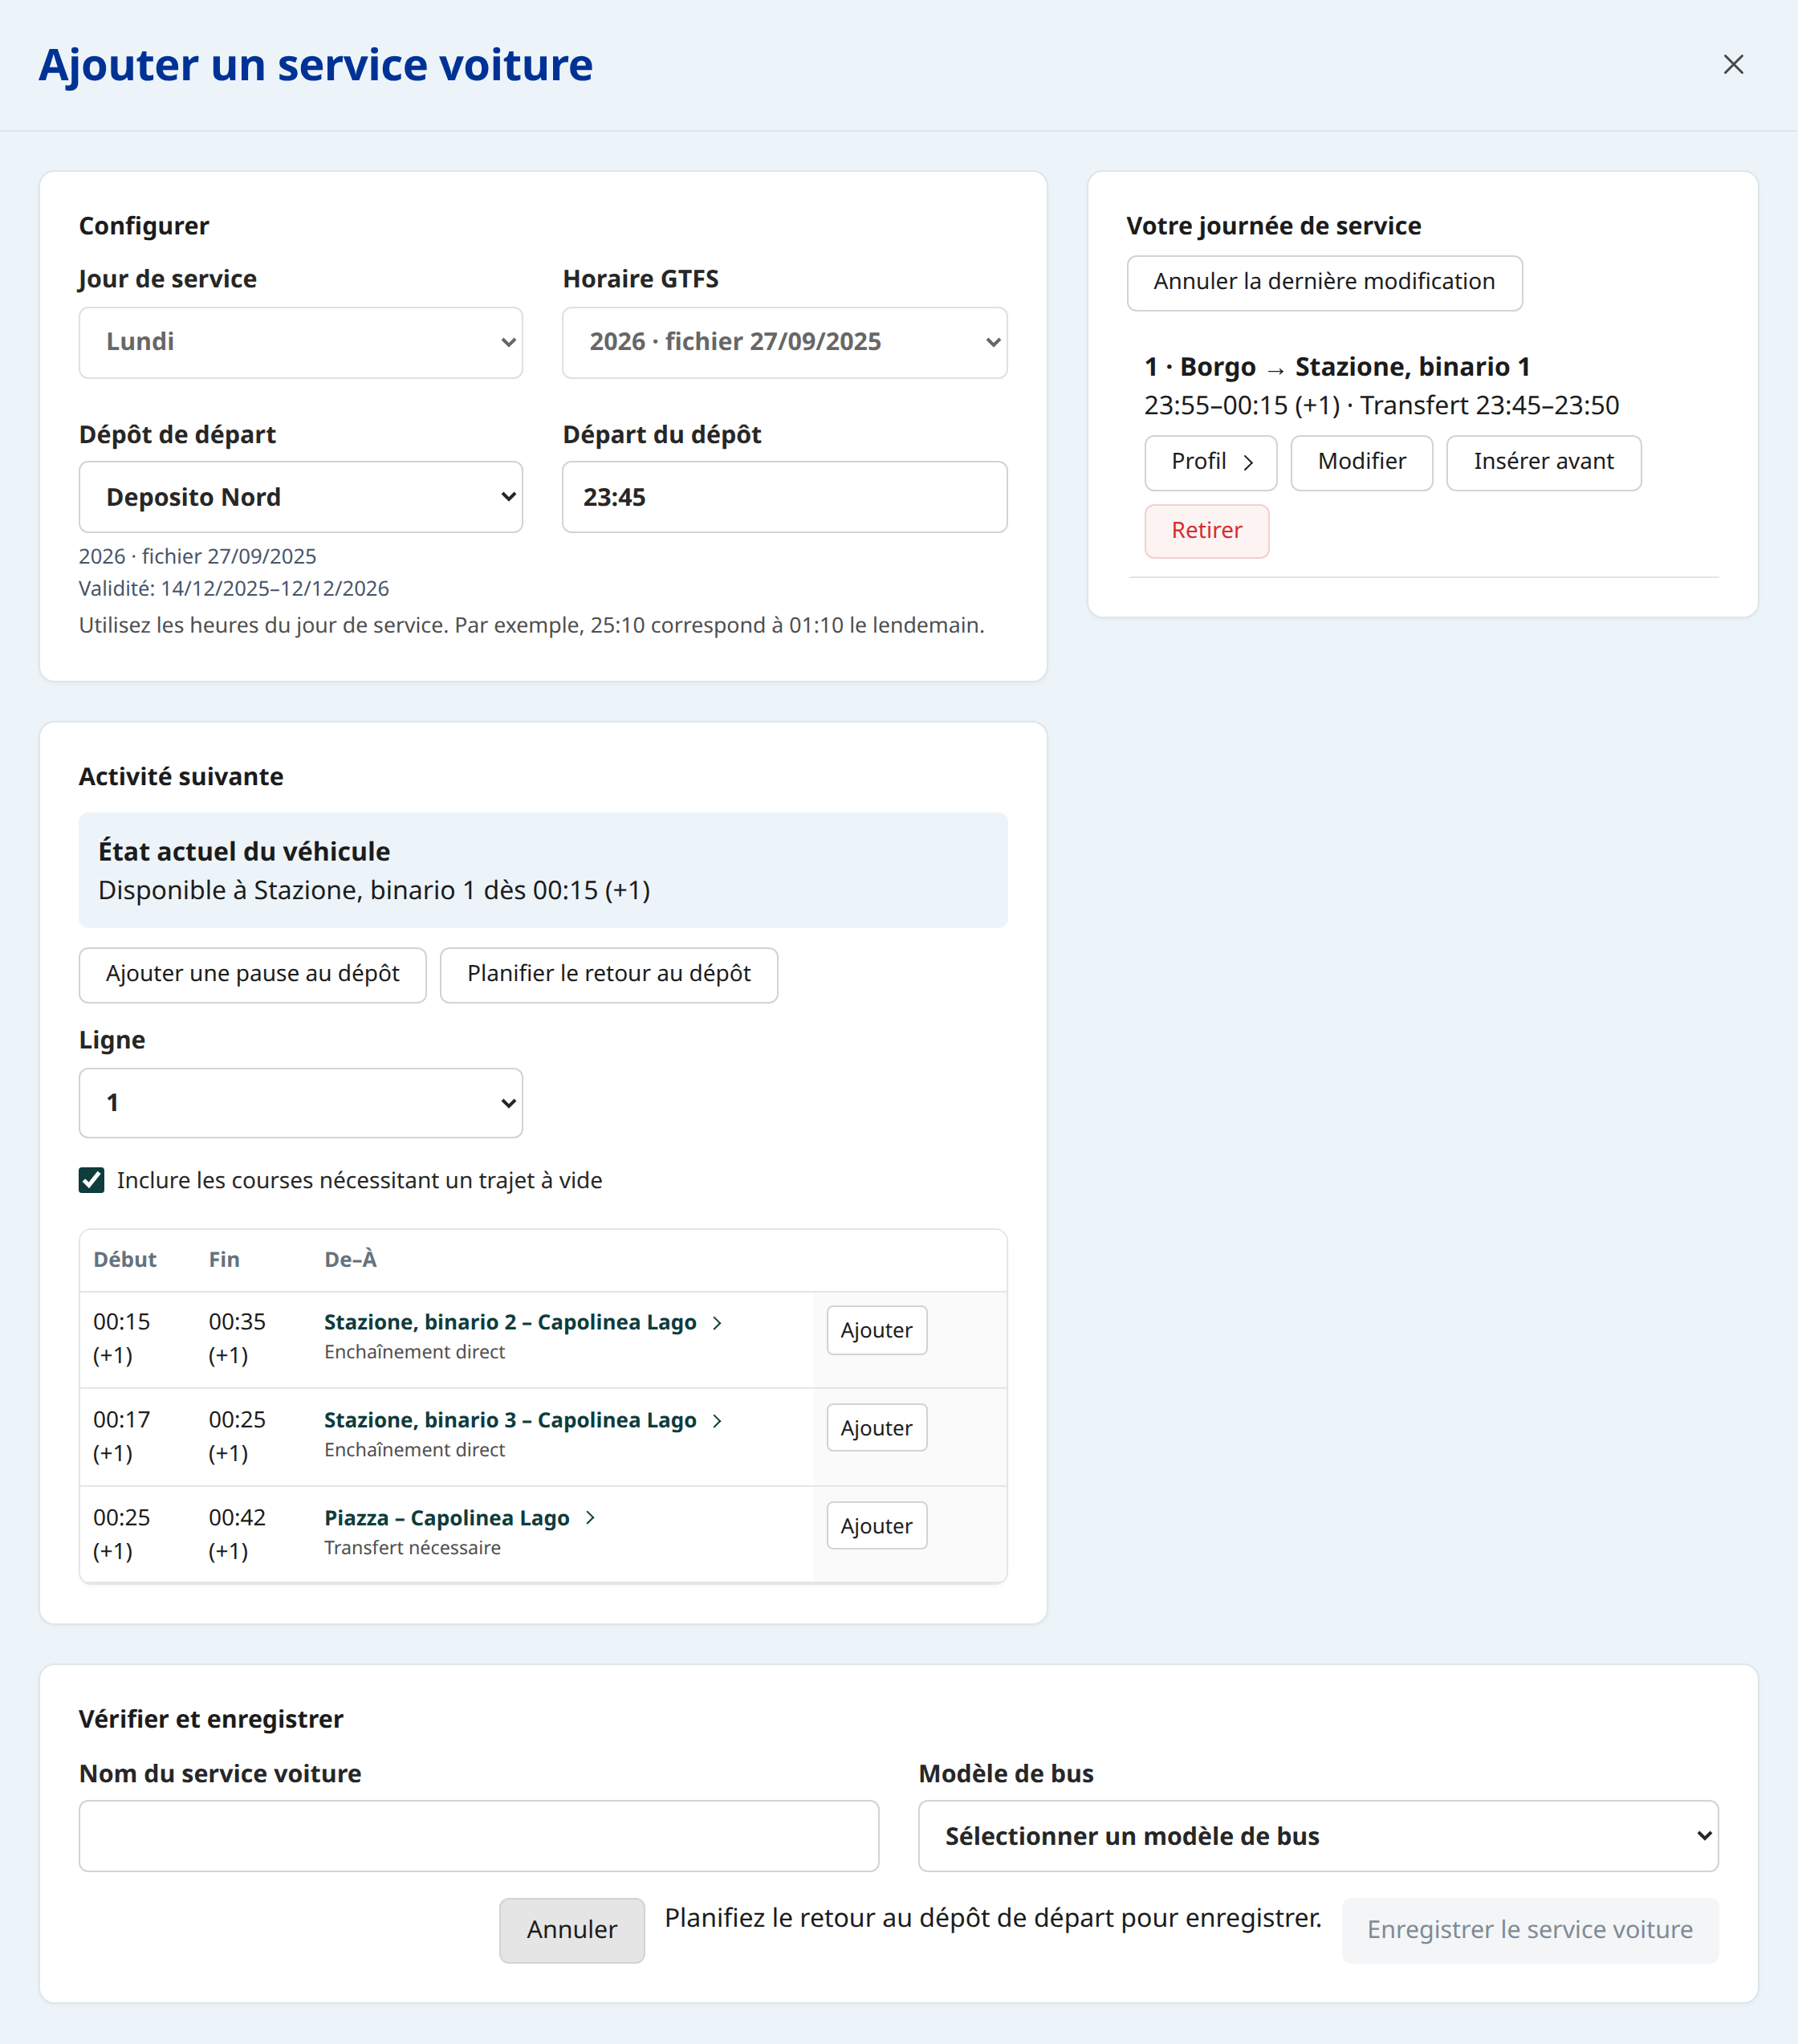 Ajouter un service voiture
Configurer
Jour de service
Lundi
Horaire GTFS
2026 · fichier 27/09/2025
Dépôt de départ
Deposito Nord
Départ du dépôt
23:45
2026 · fichier 27/09/2025
Validité: 14/12/2025–12/12/2026
Utilisez les heures du jour de service. Par exemple, 25:10 correspond à 01:10 le lendemain.
Votre journée de service
Annuler la dernière modification
1 · Borgo → Stazione, binario 1
23:55–00:15 (+1) · Transfert 23:45–23:50
Profil
Modifier
Insérer avant
Retirer
Activité suivante
État actuel du véhicule
Disponible à Stazione, binario 1 dès 00:15 (+1)
Ajouter une pause au dépôt
Planifier le retour au dépôt
Ligne
1
Inclure les courses nécessitant un trajet à vide
Début Fin De–À
00:15 (+1) 00:35 (+1) Stazione, binario 2 – Capolinea Lago
Enchaînement direct
Ajouter
00:17 (+1) 00:25 (+1) Stazione, binario 3 – Capolinea Lago
Enchaînement direct
Ajouter
00:25 (+1) 00:42 (+1) Piazza – Capolinea Lago
Transfert nécessaire
Ajouter
Vérifier et enregistrer
Nom du service voiture
Modèle de bus
Sélectionner un modèle de bus
Annuler
Planifiez le retour au dépôt de départ pour enregistrer.
Enregistrer le service voiture